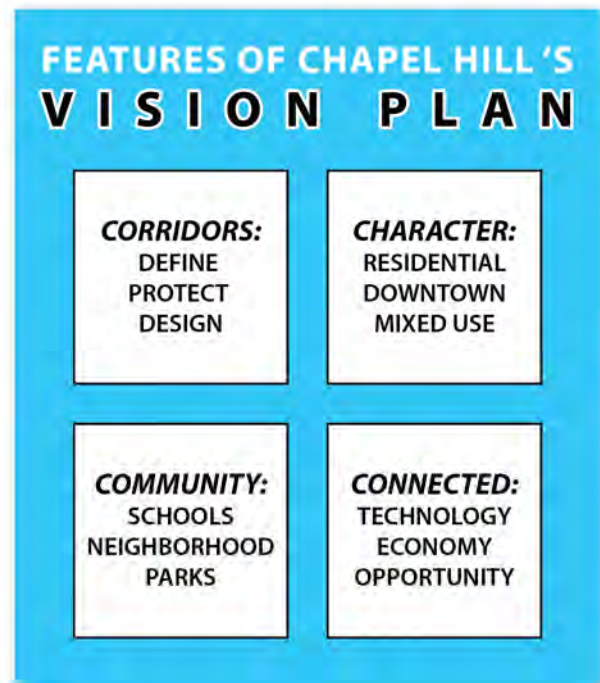 FEATURES OF CHAPEL HILL 'S
VISION PLAN
CORRIDORS:
DEFINE
PROTECT
DESIGN
CHARACTER:
RESIDENTIAL
DOWNTOWN
MIXED USE
COMMUNITY:
SCHOOLS
NEIGHBORHOOD
PARKS
CONNECTED:
TECHNOLOGY
ECONOMY
OPPORTUNITY